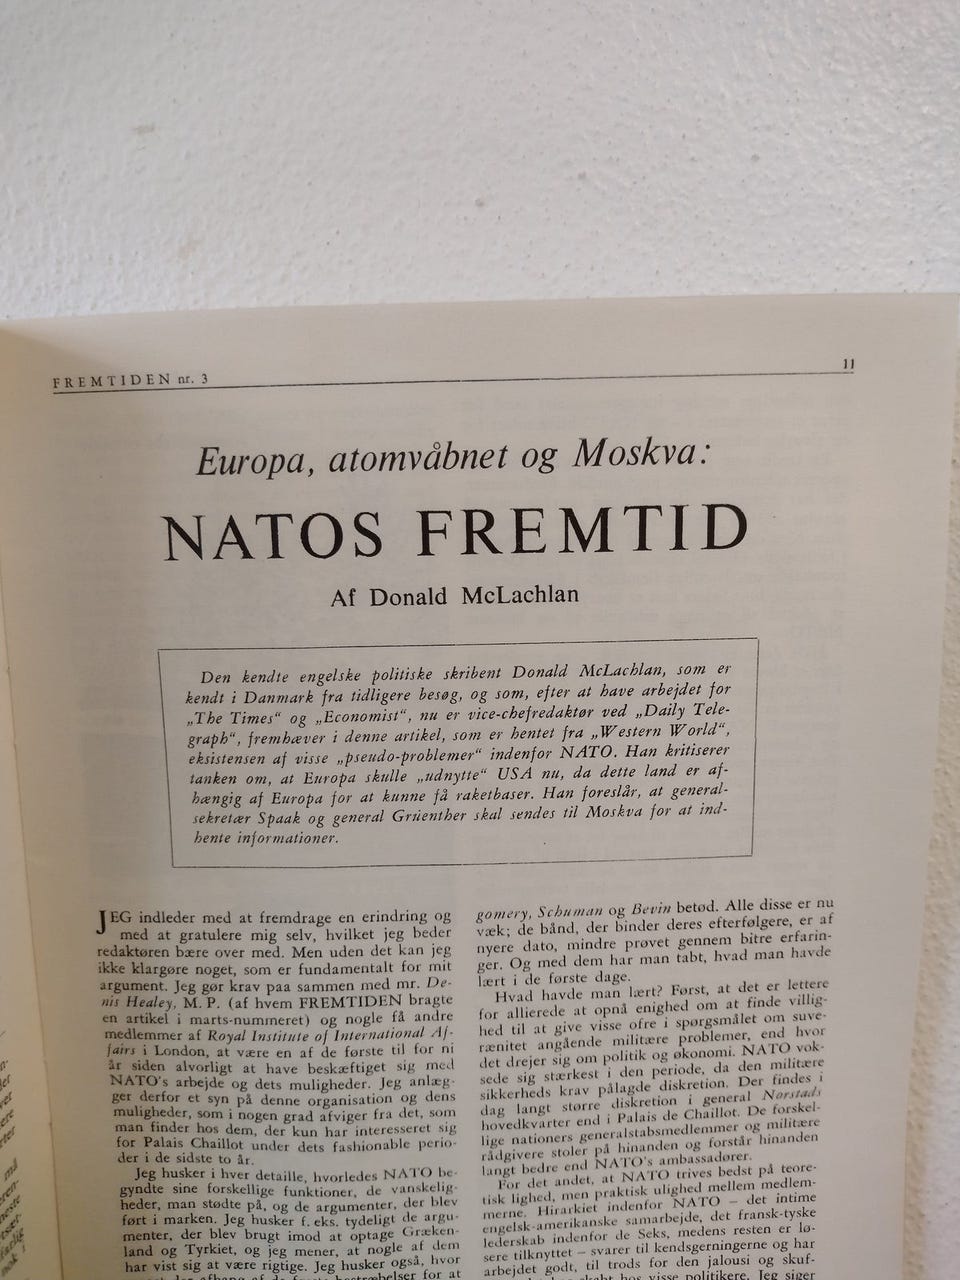 FREMTIDEN nr. 3
11
Europa, atomvåbnet og Moskva:
NATOS FREMTID
Af Donald McLachlan
Den kendte engelske politiske skribent Donald McLachlan, som er
kendt i Danmark fra tidligere besøg, og som, efter at have arbejdet for
„The Times“ og „Economist“, nu er vice-chefredaktør ved „Daily Tele-
graph“, fremhæver i denne artikel, som er hentet fra „Western World“,
eksistensen af visse „pseudo-problemer“ indenfor NATO. Han kritiserer
tanken om, at Europa skulle „udnytte“ USA nu, da dette land er af-
hængig af Europa for at kunne få raketbaser. Han foreslår, at general-
sekretær Spaak og general Grüenther skal sendes til Moskva for at ind-
hente informationer.
JEG indleder med at fremdrage en erindring og
med at gratulere mig selv, hvilket jeg beder
redaktøren bære over med. Men uden det kan jeg
ikke klargøre noget, som er fundamentalt for mit
argument. Jeg gør krav paa sammen med mr. De-
nis Healey, M. P. (af hvem FREMTIDEN bragte
en artikel i marts-nummeret) og nogle få andre
medlemmer af Royal Institute of International Af-
fairs i London, at være en af de første til for ni
år siden alvorligt at have beskæftiget sig med
NATO's arbejde og dets muligheder. Jeg anlæg-
ger derfor et syn på denne organisation og dens
muligheder, som i nogen grad afviger fra det, som
man finder hos dem, der kun har interesseret sig
for Palais Chaillot under dets fashionable perio-
der i de sidste to år.
Jeg husker i hver detaille, hvorledes NATO be-
gyndte sine forskellige funktioner, de vanskelig-
heder, man stødte på, og de argumenter, der blev
ført i marken. Jeg husker f. eks. tydeligt de argu-
menter, der blev brugt imod at optage Græken-
land og Tyrkiet, og jeg mener, at nogle af dem
har vist sig at være rigtige. Jeg husker også, hvor
gomery, Schuman og Bevin betød. Alle disse er nu
væk; de bånd, der binder deres efterfølgere, er af
nyere dato, mindre prøvet gennem bitre erfarin-
ger. Og med dem har man tabt, hvad man havde
lært i de første dage.
Hvad havde man lært? Først, at det er lettere
for allierede at opnå enighed om at finde villig-
hed til at give visse ofre i spørgsmålet om suve-
rænitet angående militære problemer, end hvor
det drejer sig om politik og økonomi. NATO vok-
sede sig stærkest i den periode, da den militære
sikkerheds krav pålagde diskretion. Der findes i
dag langt større diskretion i general Norstads
hovedkvarter end i Palais de Chaillot. De forskel-
lige nationers generalstabsmedlemmer og militære
rådgivere stoler på hinanden og forstår hinanden
langt bedre end NATO's ambassadører.
For det andet, at NATO trives bedst på teore-
tisk lighed, men praktisk ulighed mellem medlem-
merne. Hirarkiet indenfor NATO – det intime
engelsk-amerikanske samarbejde, det fransk-tyske
lederskab indenfor de Seks, medens resten er lø-
sere tilknyttet – svarer til kendsgerningerne og har
arbejdet godt, til trods for den jalousi og skuf-
hos visse politikere. Jeg siger